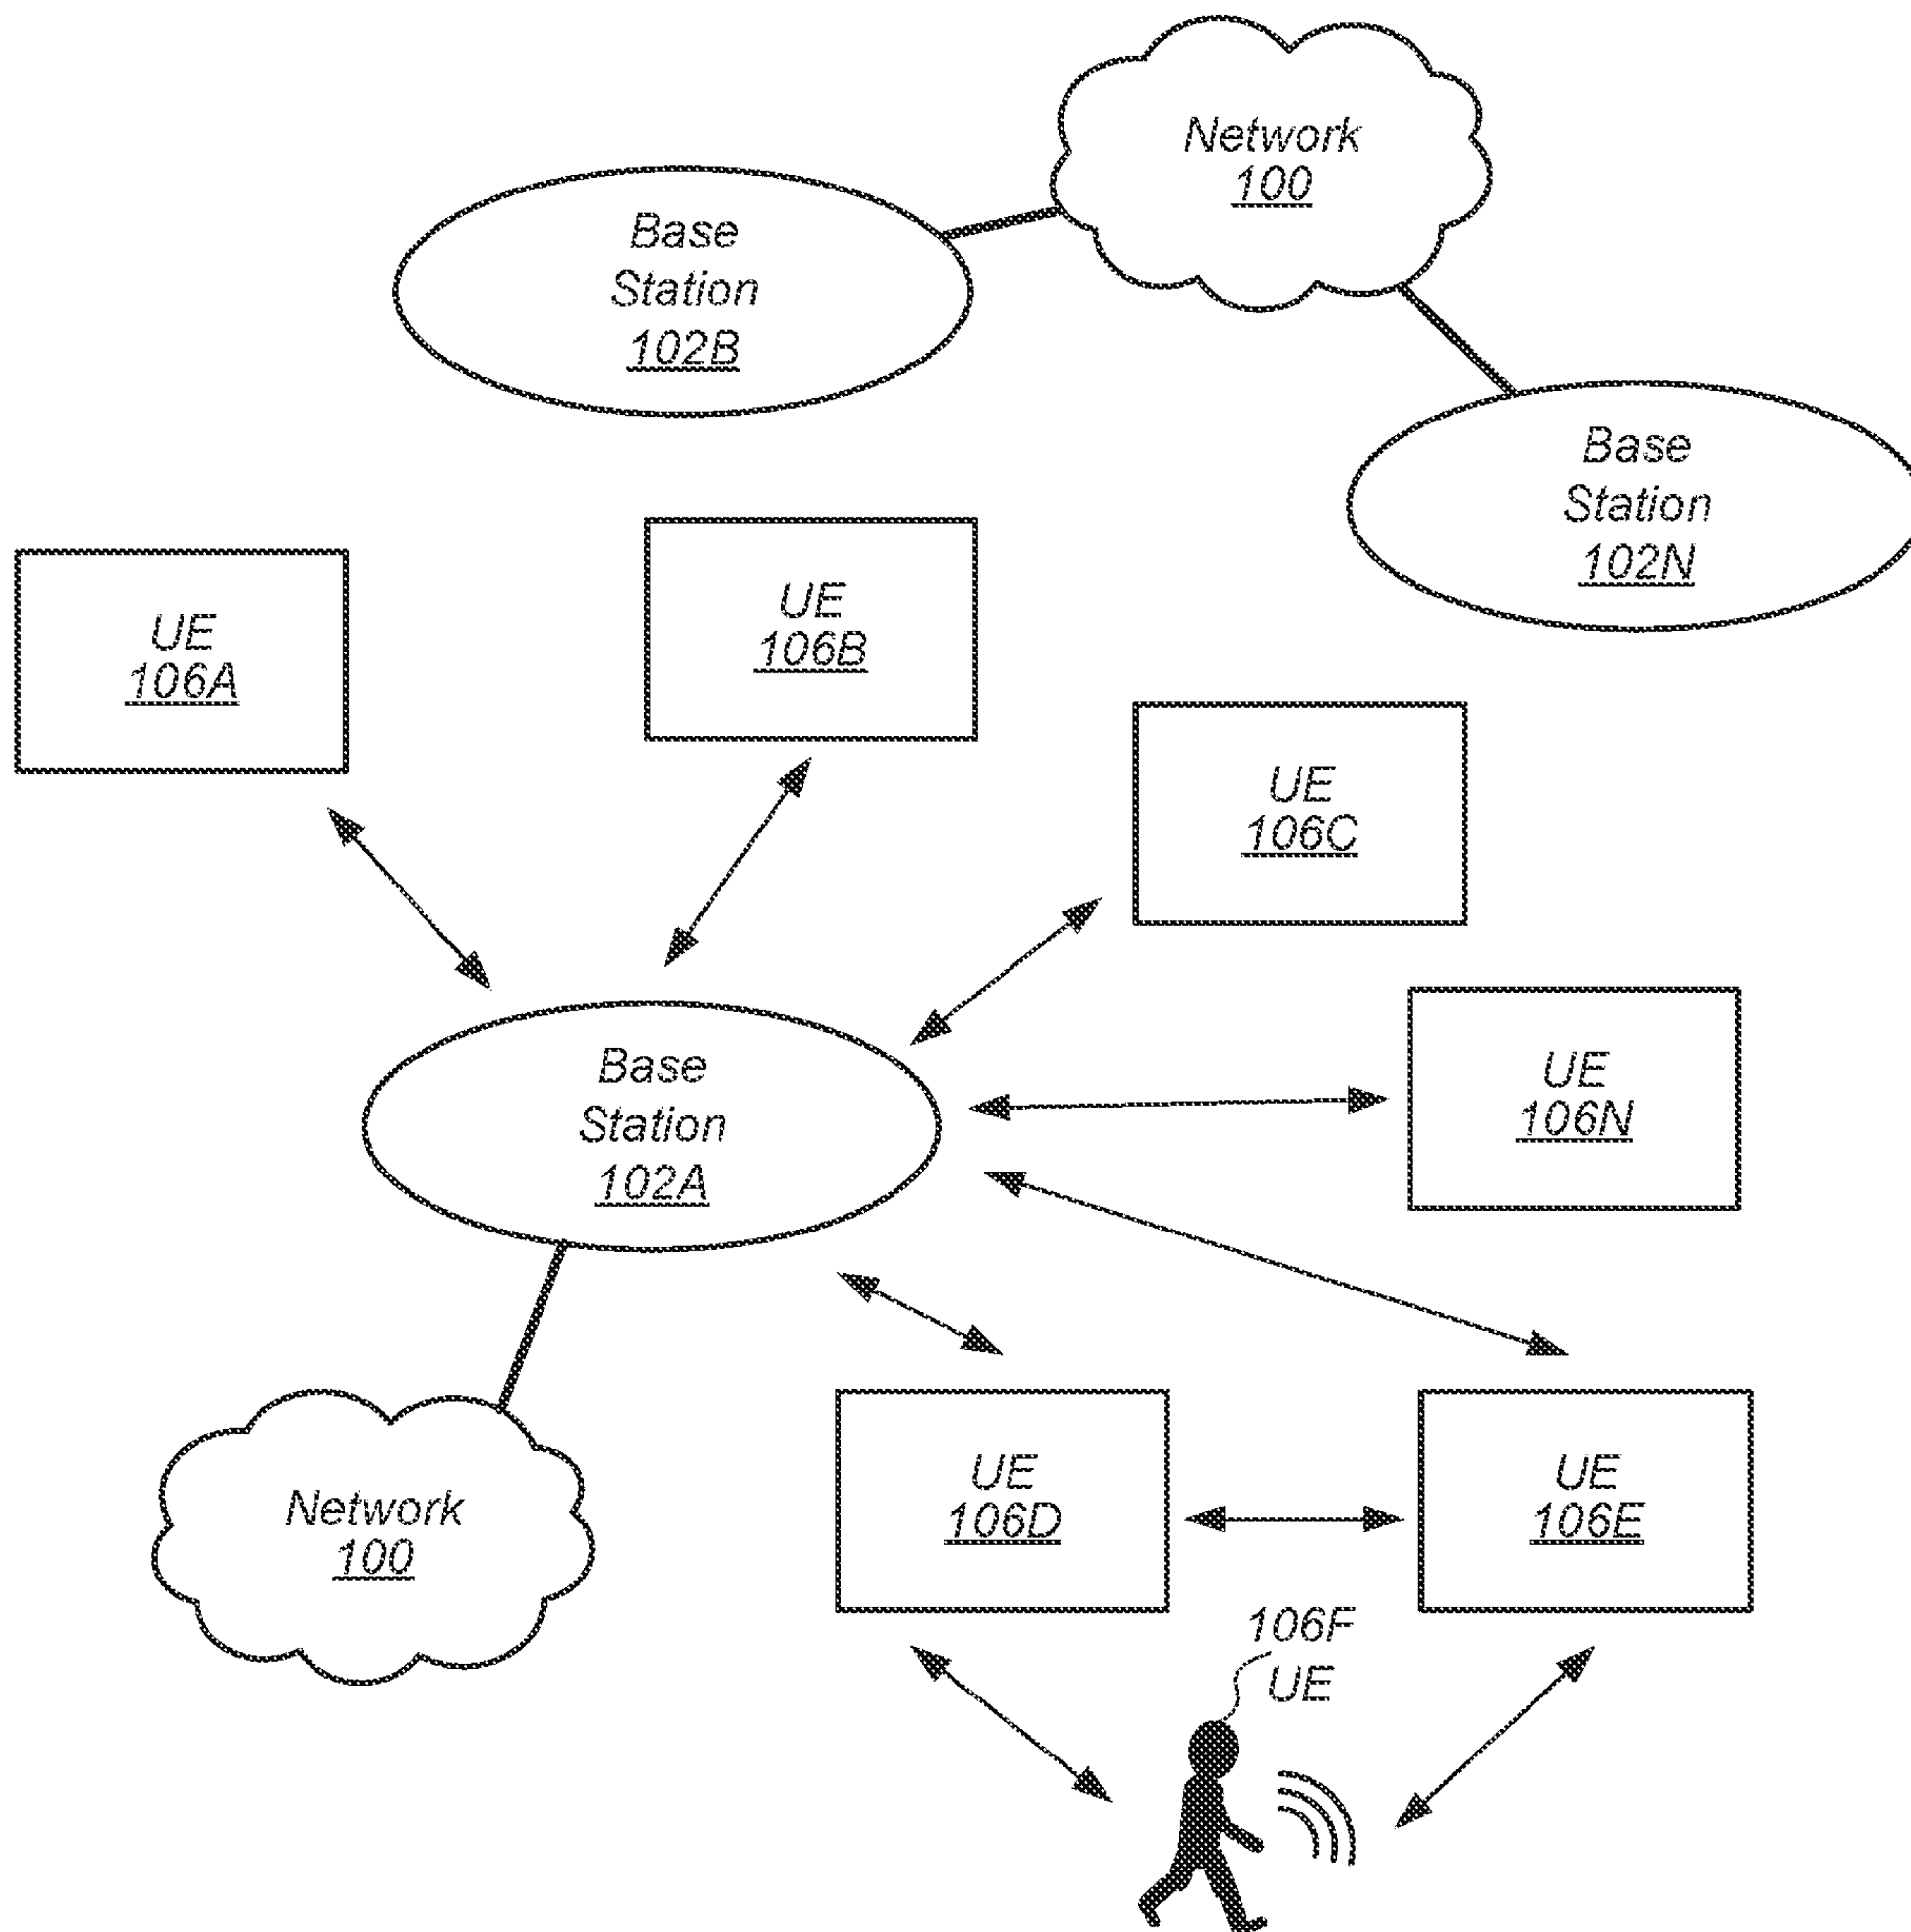 Network
100
Base
Station
102B
Base
Station
102N
UE
106A
UE
106B
UE
106C
Base
Station
102A
UE
106N
Network
100
UE
106D
UE
106E
106F
UE